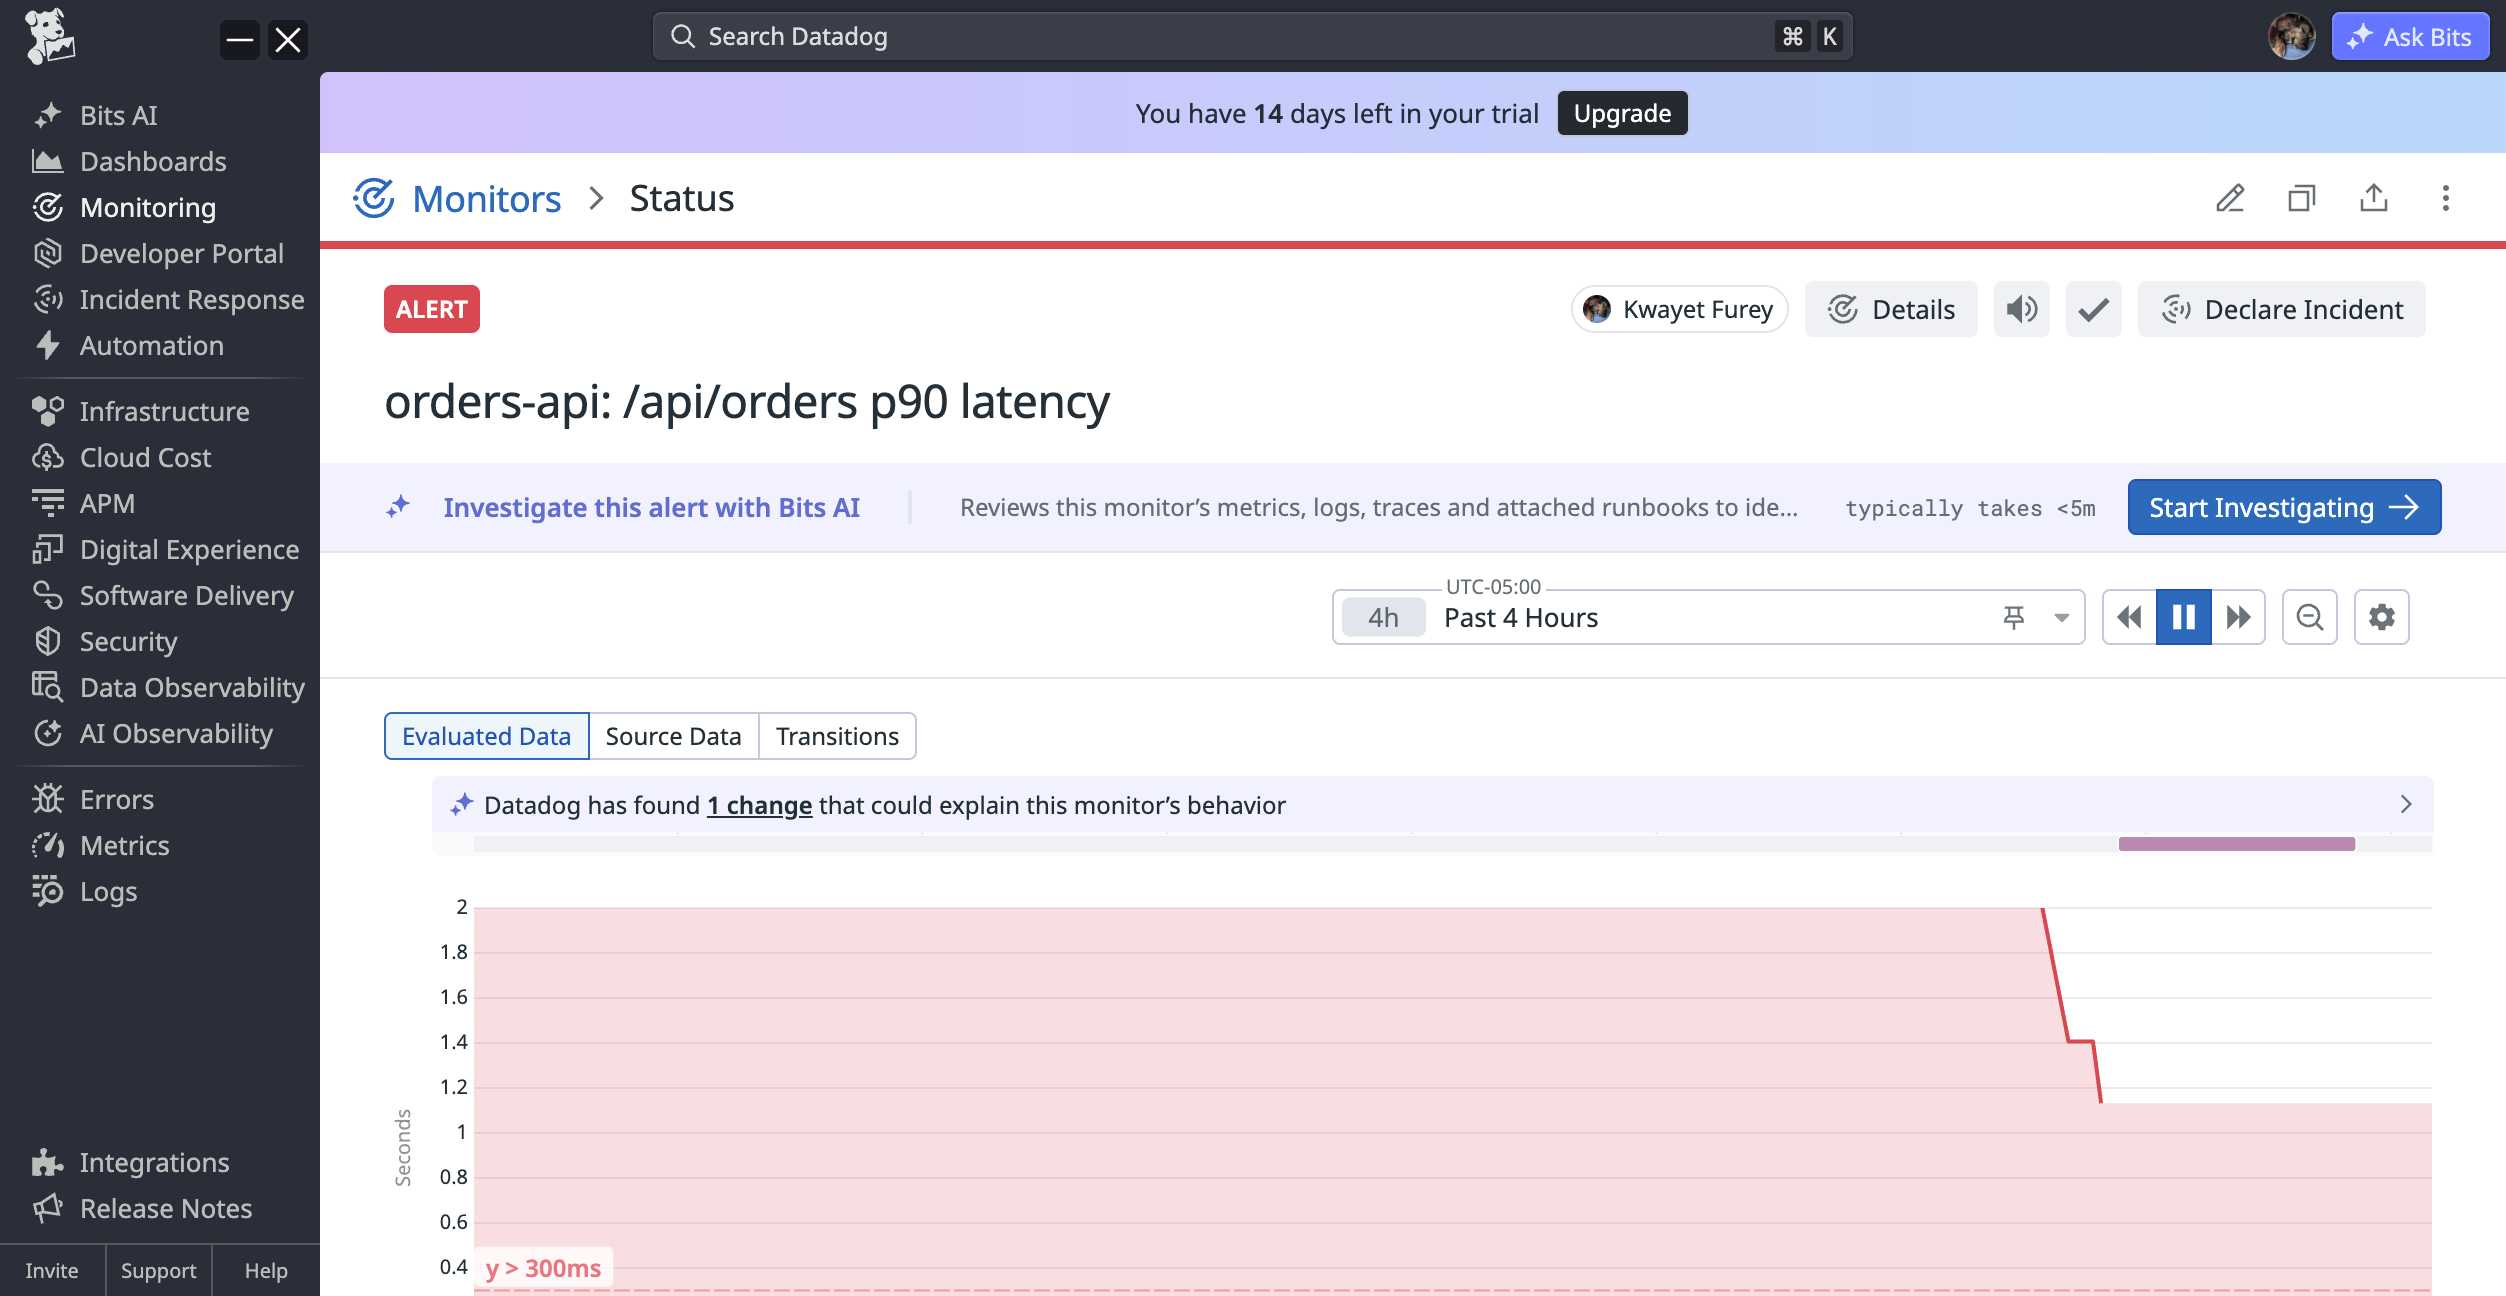 Search Datadog
⌘ K
Ask Bits
Bits AI
Dashboards
Monitoring
Developer Portal
Incident Response
Automation
Infrastructure
Cloud Cost
APM
Digital Experience
Software Delivery
Security
Data Observability
AI Observability
Errors
Metrics
Logs
Integrations
Release Notes
Invite Support Help
You have 14 days left in your trial Upgrade
Monitors > Status
ALERT
Kwayet Furey
Details
Declare Incident
orders-api: /api/orders p90 latency
Investigate this alert with Bits AI
Reviews this monitor’s metrics, logs, traces and attached runbooks to ide...
typically takes <5m
Start Investigating →
UTC-05:00
4h Past 4 Hours
Evaluated Data Source Data Transitions
Datadog has found 1 change that could explain this monitor’s behavior
2
1.8
1.6
1.4
1.2
1
0.8
0.6
0.4
Seconds
y > 300ms